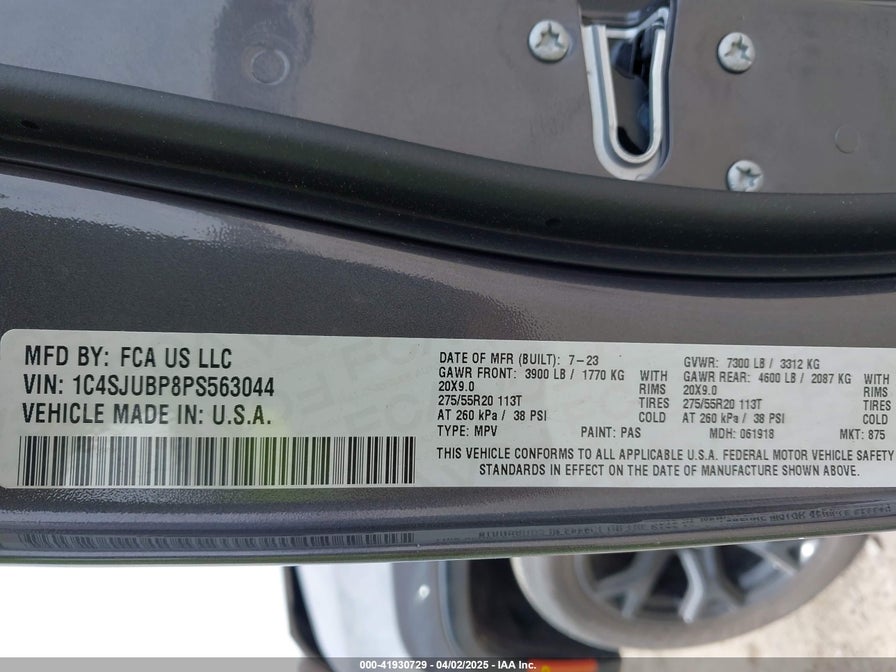 MFD BY: FCA US LLC
VIN: 1C4SJUBP8PS563044
VEHICLE MADE IN: U.S.A.
DATE OF MFR (BUILT): 7-23
GAWR FRONT: 3900 LB / 1770 KG WITH
20X9.0 RIMS
275/55R20 113T TIRES
AT 260 kPa / 38 PSI COLD
TYPE: MPV PAINT: PAS
GVWR: 7300 LB / 3312 KG
GAWR REAR: 4600 LB / 2087 KG WITH
20X9.0 RIMS
275/55R20 113T TIRES
AT 260 kPa / 38 PSI COLD
MDH: 061918 MKT: 875
THIS VEHICLE CONFORMS TO ALL APPLICABLE U.S.A. FEDERAL MOTOR VEHICLE SAFETY
STANDARDS IN EFFECT ON THE DATE OF MANUFACTURE SHOWN ABOVE.
000-41930729 - 04/02/2025 - IAA Inc.